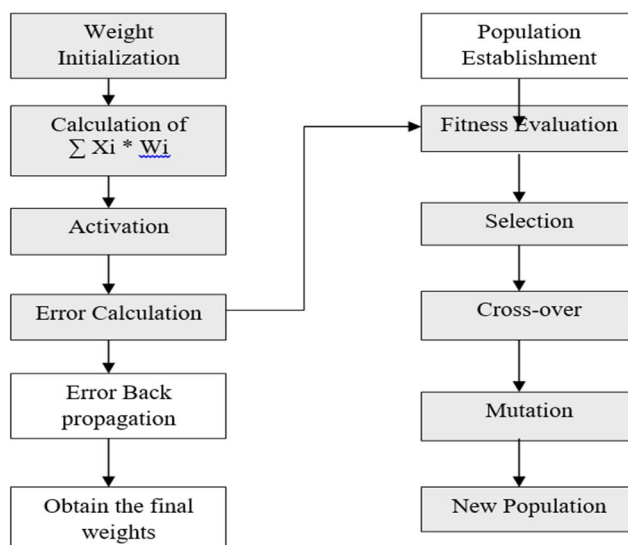 Weight
Initialization
Calculation of
∑ Xi * Wi
Activation
Error Calculation
Error Back
propagation
Obtain the final
weights
Population
Establishment
Fitness Evaluation
Selection
Cross-over
Mutation
New Population